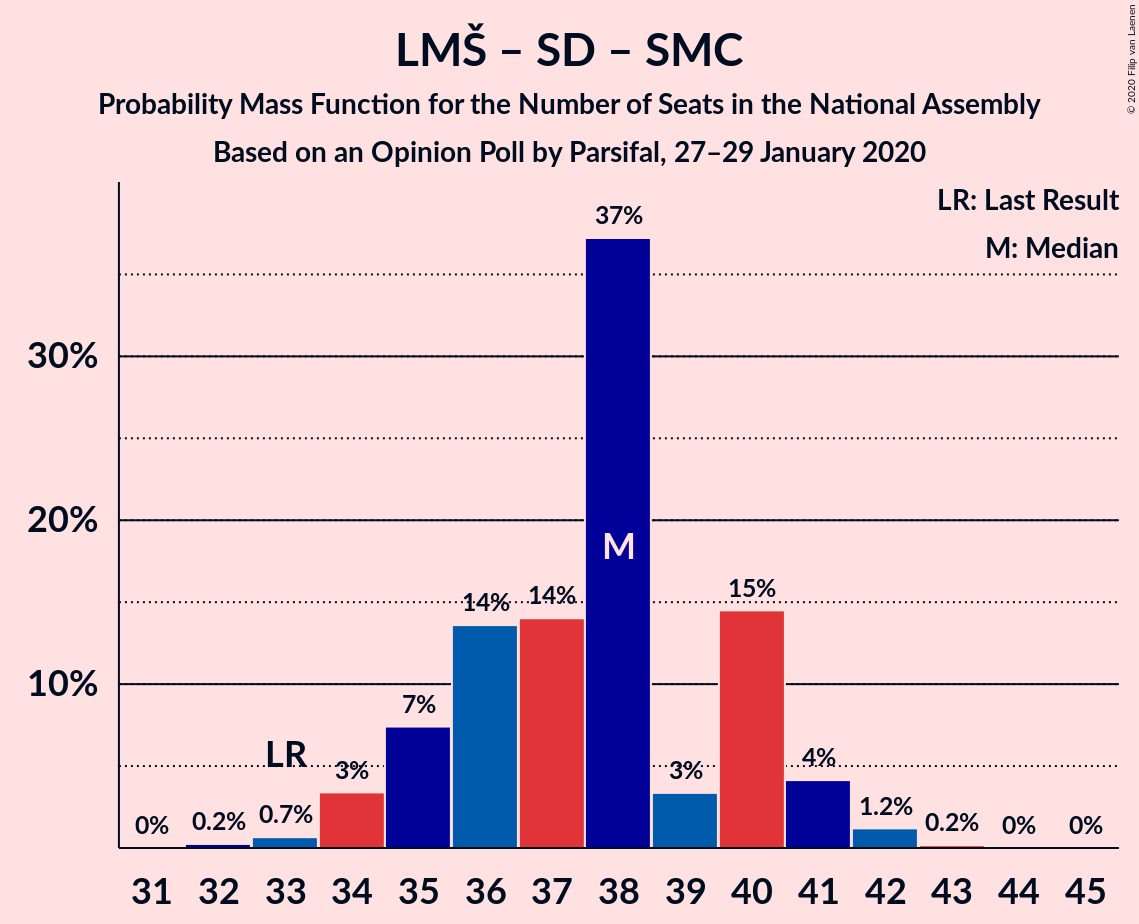 LMŠ – SD – SMC
Probability Mass Function for the Number of Seats in the National Assembly
Based on an Opinion Poll by Parsifal, 27–29 January 2020
© 2020 Filip van Laenen
LR: Last Result
M: Median
30%
20%
10%
0%
0.2%
0.7%
LR
3%
7%
14%
14%
37%
M
3%
15%
4%
1.2%
0.2%
0%
0%
31 32 33 34 35 36 37 38 39 40 41 42 43 44 45